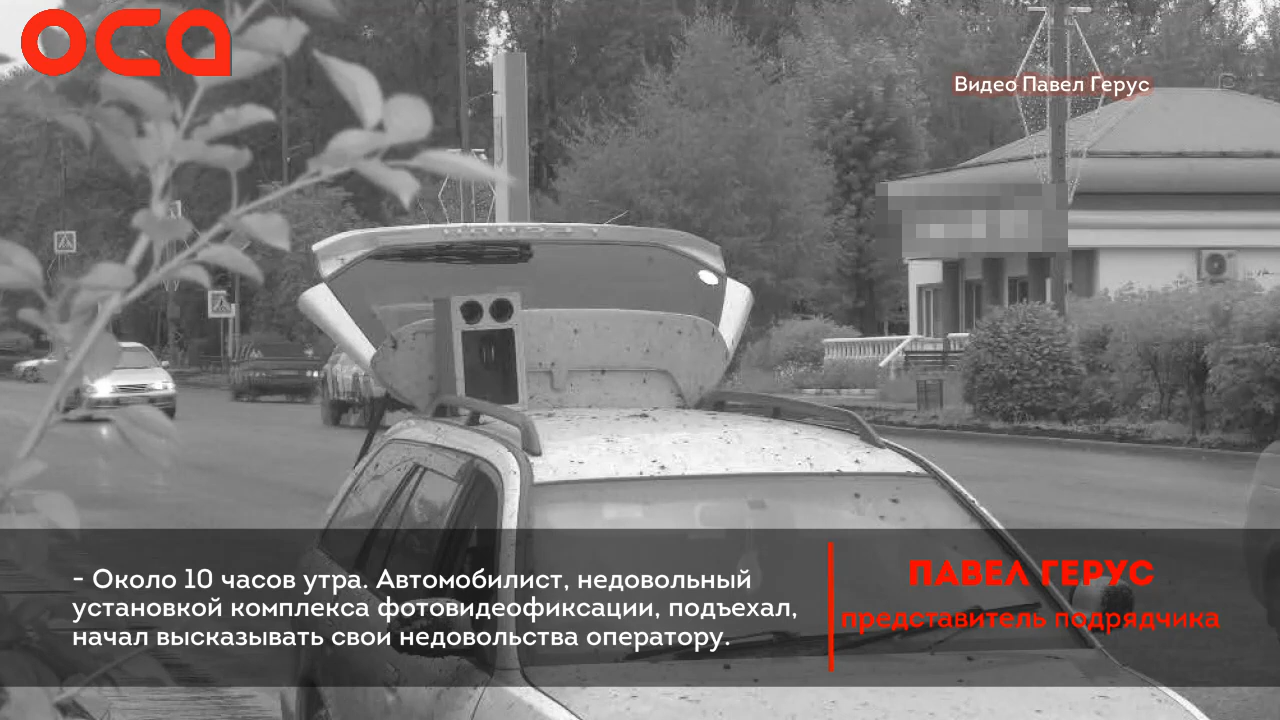 оса
Видео Павел Герус
- Около 10 часов утра. Автомобилист, недовольный
установкой комплекса фотовидеофиксации, подъехал,
начал высказывать свои недовольства оператору.
ПАВЕЛ ГЕРУС
представитель подрядчика